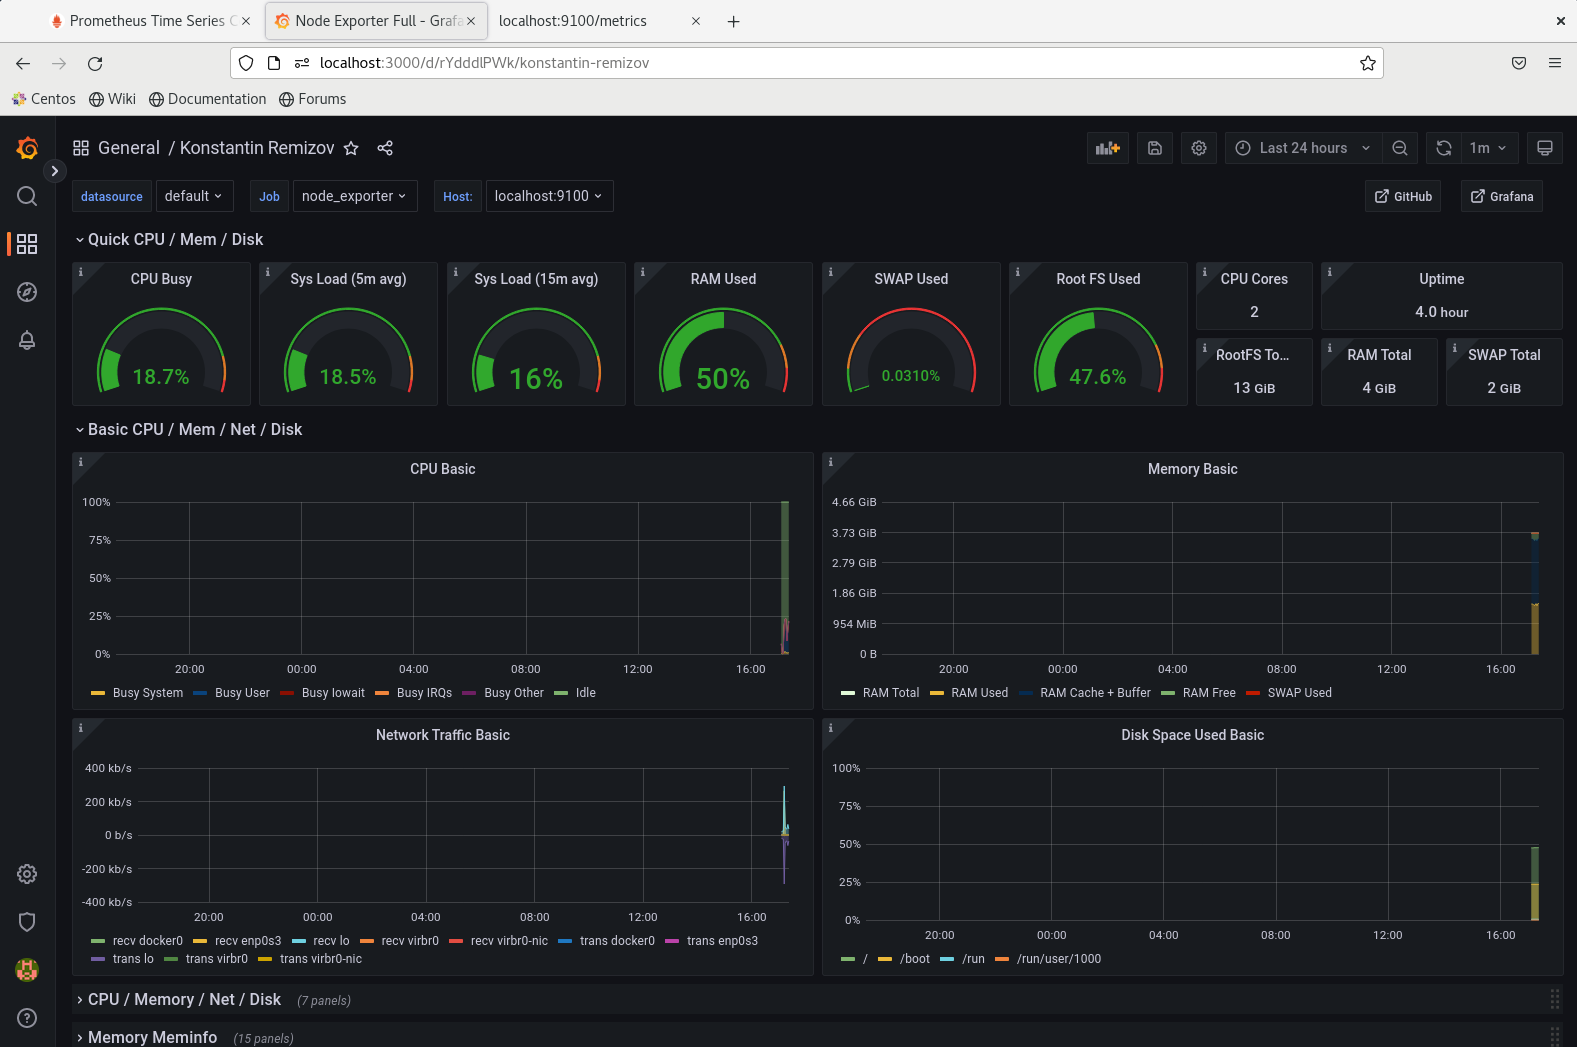 Prometheus Time Series C
Node Exporter Full - Grafa
localhost:9100/metrics
localhost:3000/d/rYdddlPWk/konstantin-remizov
Centos Wiki Documentation Forums
General / Konstantin Remizov
Last 24 hours
1m
datasource default Job node_exporter Host: localhost:9100
GitHub Grafana
Quick CPU / Mem / Disk
CPU Busy
18.7%
Sys Load (5m avg)
18.5%
Sys Load (15m avg)
16%
RAM Used
50%
SWAP Used
0.0310%
Root FS Used
47.6%
CPU Cores
2
Uptime
4.0 hour
RootFS To...
13 GiB
RAM Total
4 GiB
SWAP Total
2 GiB
Basic CPU / Mem / Net / Disk
CPU Basic
100%
75%
50%
25%
0%
20:00 00:00 04:00 08:00 12:00 16:00
Busy System Busy User Busy Iowait Busy IRQs Busy Other Idle
Memory Basic
4.66 GiB
3.73 GiB
2.79 GiB
1.86 GiB
954 MiB
0 B
20:00 00:00 04:00 08:00 12:00 16:00
RAM Total RAM Used RAM Cache + Buffer RAM Free SWAP Used
Network Traffic Basic
400 kb/s
200 kb/s
0 b/s
-200 kb/s
-400 kb/s
20:00 00:00 04:00 08:00 12:00 16:00
recv docker0 recv enp0s3 recv lo recv virbr0 recv virbr0-nic trans docker0 trans enp0s3
trans lo trans virbr0 trans virbr0-nic
Disk Space Used Basic
100%
75%
50%
25%
0%
20:00 00:00 04:00 08:00 12:00 16:00
/ /boot /run /run/user/1000
CPU / Memory / Net / Disk (7 panels)
Memory Meminfo (15 panels)